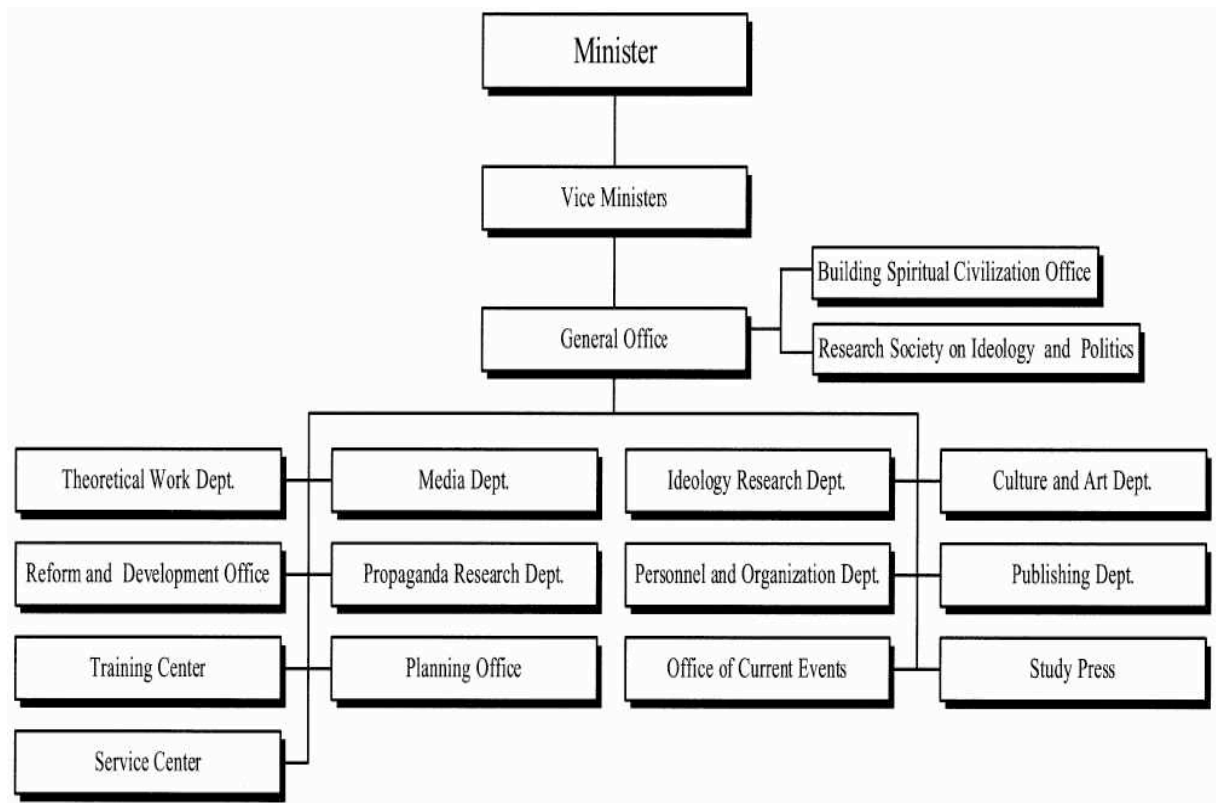 Minister
Vice Ministers
General Office
Building Spiritual Civilization Office
Research Society on Ideology and Politics
Theoretical Work Dept.
Media Dept.
Ideology Research Dept.
Culture and Art Dept.
Reform and Development Office
Propaganda Research Dept.
Personnel and Organization Dept.
Publishing Dept.
Training Center
Planning Office
Office of Current Events
Study Press
Service Center